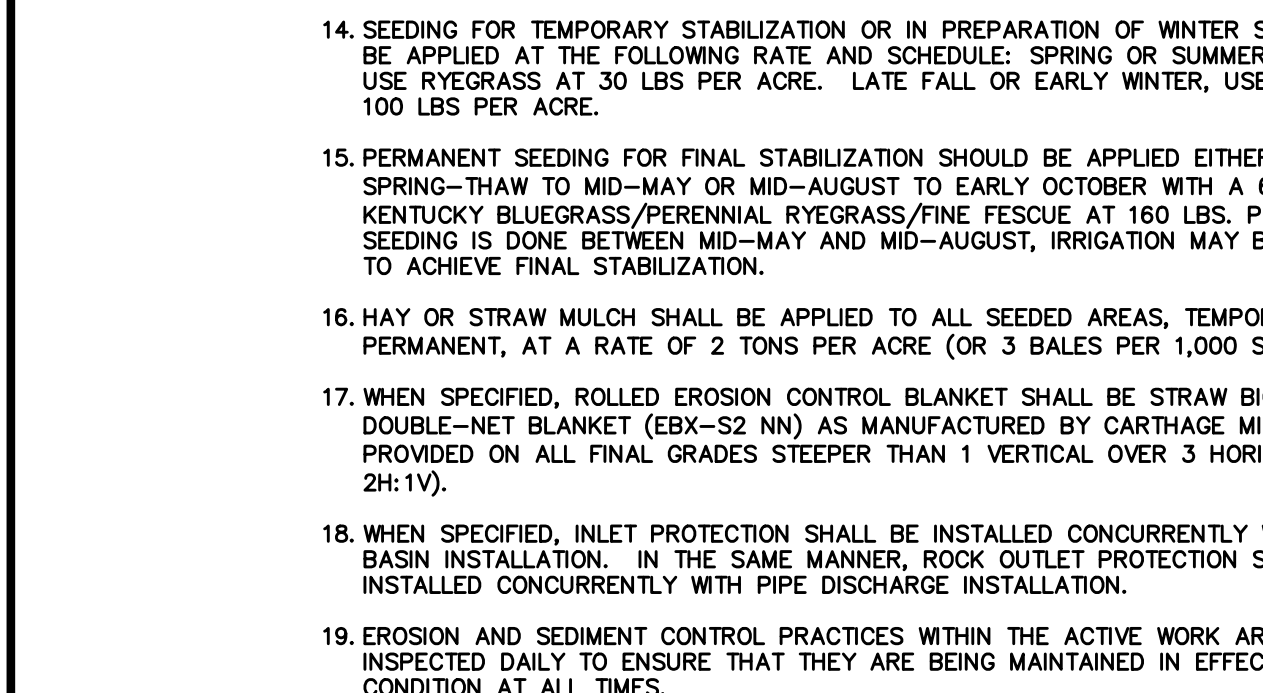 14. SEEDING FOR TEMPORARY STABILIZATION OR IN PREPARATION OF WINTER
BE APPLIED AT THE FOLLOWING RATE AND SCHEDULE: SPRING OR SUMMER
USE RYEGRASS AT 30 LBS PER ACRE. LATE FALL OR EARLY WINTER, USE
100 LBS PER ACRE.
15. PERMANENT SEEDING FOR FINAL STABILIZATION SHOULD BE APPLIED EITHER
SPRING–THAW TO MID–MAY OR MID–AUGUST TO EARLY OCTOBER WITH A
KENTUCKY BLUEGRASS/PERENNIAL RYEGRASS/FINE FESCUE AT 160 LBS.
SEEDING IS DONE BETWEEN MID–MAY AND MID–AUGUST, IRRIGATION MAY
TO ACHIEVE FINAL STABILIZATION.
16. HAY OR STRAW MULCH SHALL BE APPLIED TO ALL SEEDED AREAS,
PERMANENT, AT A RATE OF 2 TONS PER ACRE (OR 3 BALES PER 1,000
17. WHEN SPECIFIED, ROLLED EROSION CONTROL BLANKET SHALL BE STRAW
DOUBLE–NET BLANKET (EBX–S2 NN) AS MANUFACTURED BY CARTHAGE
PROVIDED ON ALL FINAL GRADES STEEPER THAN 1 VERTICAL OVER 3
2H:1V).
18. WHEN SPECIFIED, INLET PROTECTION SHALL BE INSTALLED CONCURRENTLY
BASIN INSTALLATION. IN THE SAME MANNER, ROCK OUTLET PROTECTION
INSTALLED CONCURRENTLY WITH PIPE DISCHARGE INSTALLATION.
19. EROSION AND SEDIMENT CONTROL PRACTICES WITHIN THE ACTIVE WORK
INSPECTED DAILY TO ENSURE THAT THEY ARE BEING MAINTAINED IN
CONDITION AT ALL TIMES.